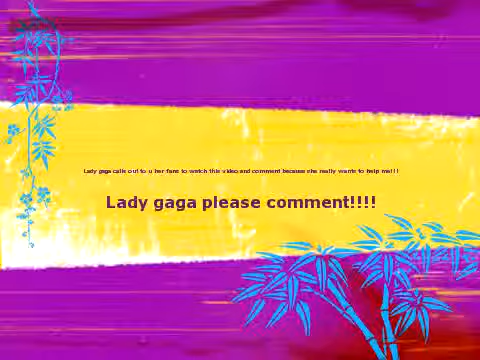 Lady gaga calls out to u her fans to watch this video and comment because she really wants to help me!!!
Lady gaga please comment!!!!